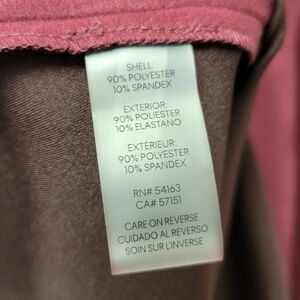 SHELL:
90% POLYESTER
10% SPANDEX
EXTERIOR:
90% POLIESTER
10% ELASTANO
EXTÉRIEUR:
90% POLYESTER
10% SPANDEX
RN# 54163
CA# 57151
CARE ON REVERSE
CUIDADO AL REVERSO
SOIN SUR L'INVERSE